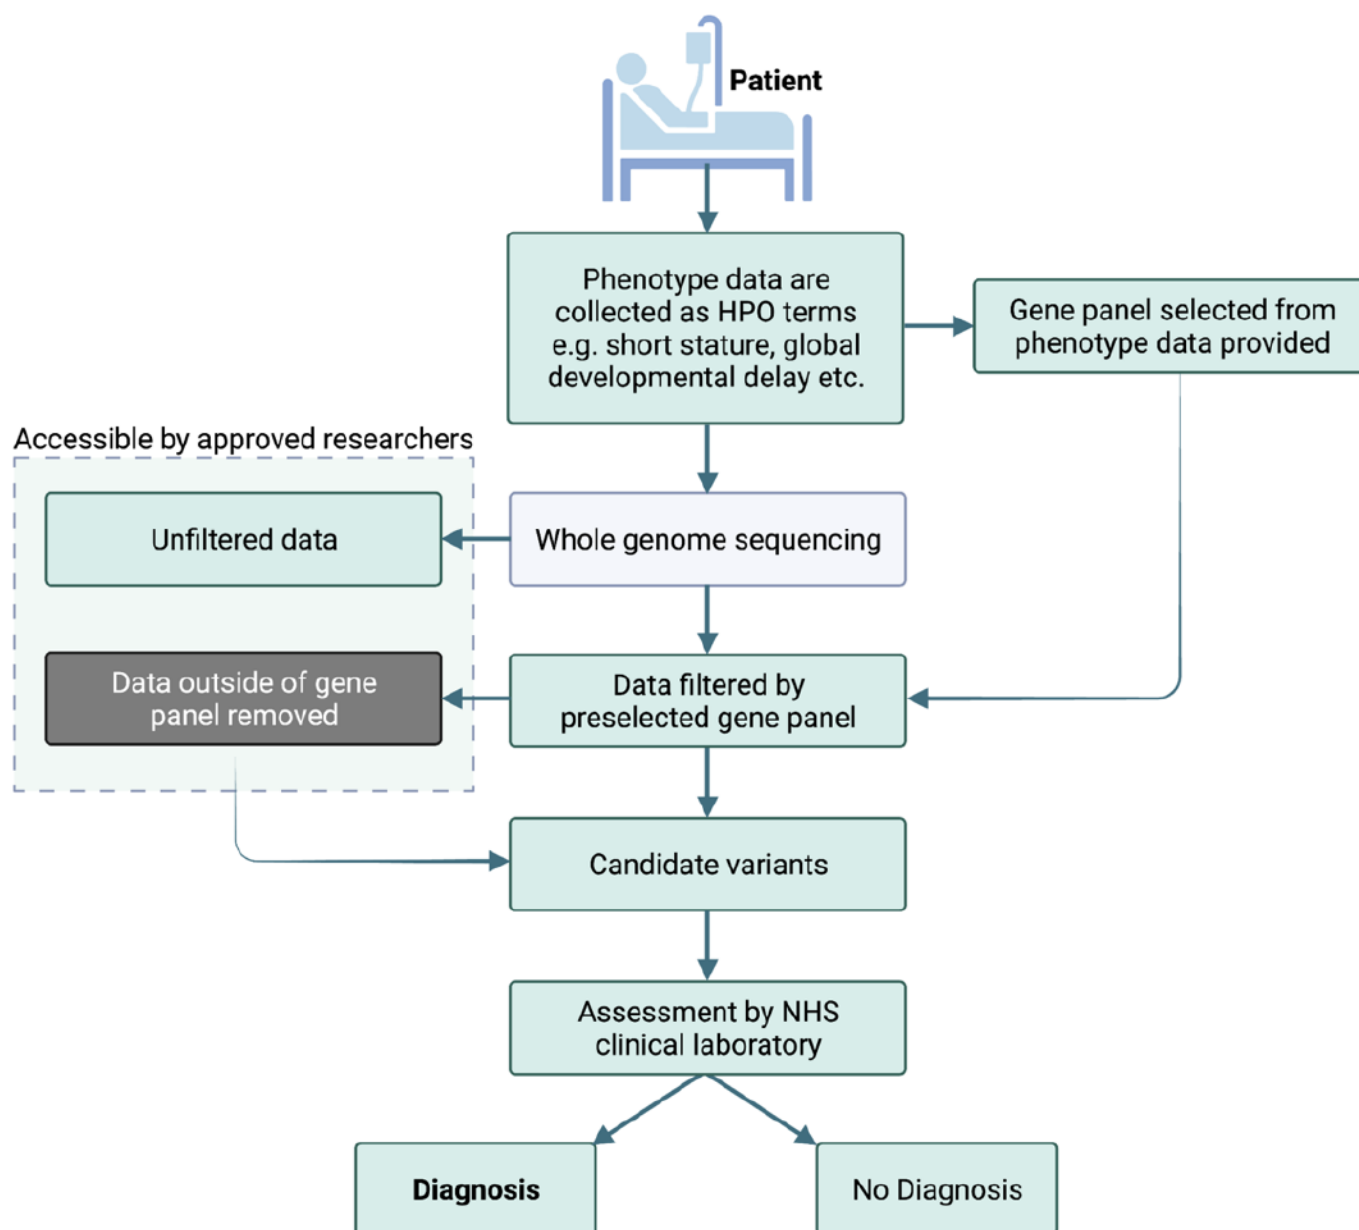 Patient
Phenotype data are
collected as HPO terms
e.g. short stature, global
developmental delay etc.
Gene panel selected from
phenotype data provided
Accessible by approved researchers
Unfiltered data
Whole genome sequencing
Data outside of gene
panel removed
Data filtered by
preselected gene panel
Candidate variants
Assessment by NHS
clinical laboratory
Diagnosis
No Diagnosis